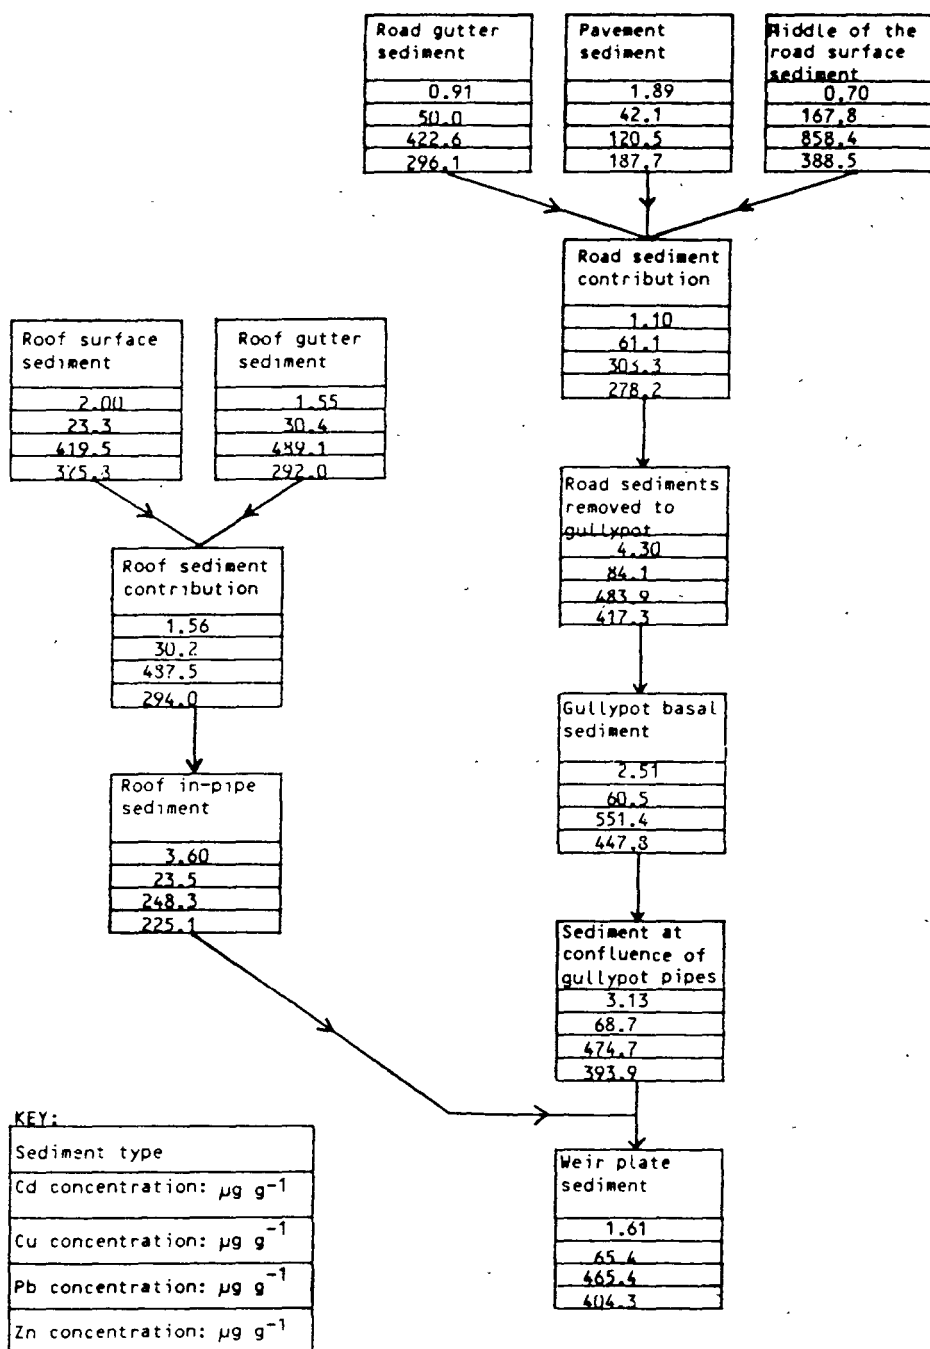 Road gutter
sediment
0.91
50.0
422.6
296.1
Pavement
sediment
1.89
42.1
120.5
187.7
Middle of the
road surface
sediment
0.70
167.8
858.4
388.5
Road sediment
contribution
1.10
61.1
303.3
278.2
Roof surface
sediment
2.00
23.3
419.5
375.3
Roof gutter
sediment
1.55
30.4
489.1
292.0
Road sediments
removed to
gullypot
4.30
84.1
483.9
417.3
Roof sediment
contribution
1.56
30.2
487.5
294.0
Gullypot basal
sediment
2.51
60.5
551.4
447.8
Roof in-pipe
sediment
3.60
23.5
248.3
225.1
Sediment at
confluence of
gullypot pipes
3.13
68.7
474.7
393.9
Weir plate
sediment
1.61
65.4
465.4
404.3
KEY:
Sediment type
Cd concentration: µg g⁻¹
Cu concentration: µg g⁻¹
Pb concentration: µg g⁻¹
Zn concentration: µg g⁻¹